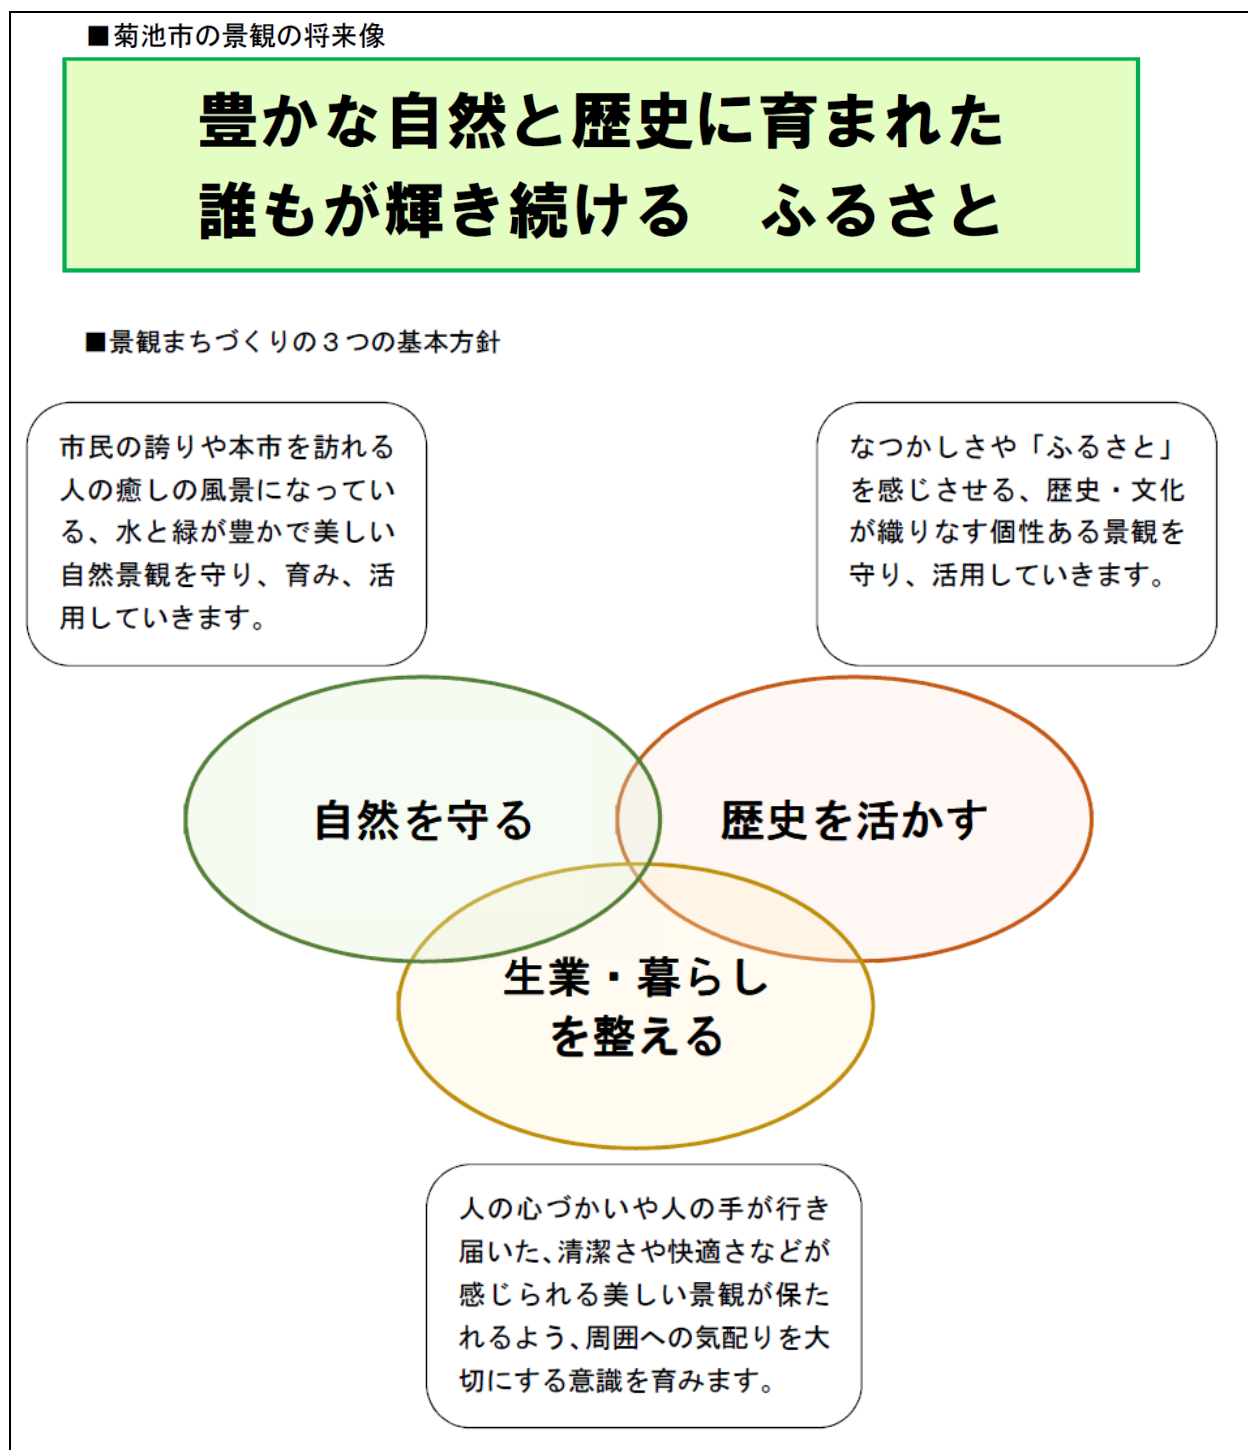 ■菊池市の景観の将来像
豊かな自然と歴史に育まれた
誰もが輝き続ける　ふるさと
■景観まちづくりの３つの基本方針
市民の誇りや本市を訪れる
人の癒しの風景になってい
る、水と緑が豊かで美しい
自然景観を守り、育み、活
用していきます。
なつかしさや「ふるさと」
を感じさせる、歴史・文化
が織りなす個性ある景観を
守り、活用していきます。
自然を守る
歴史を活かす
生業・暮らし
を整える
人の心づかいや人の手が行き
届いた、清潔さや快適さなどが
感じられる美しい景観が保た
れるよう、周囲への気配りを大
切にする意識を育みます。